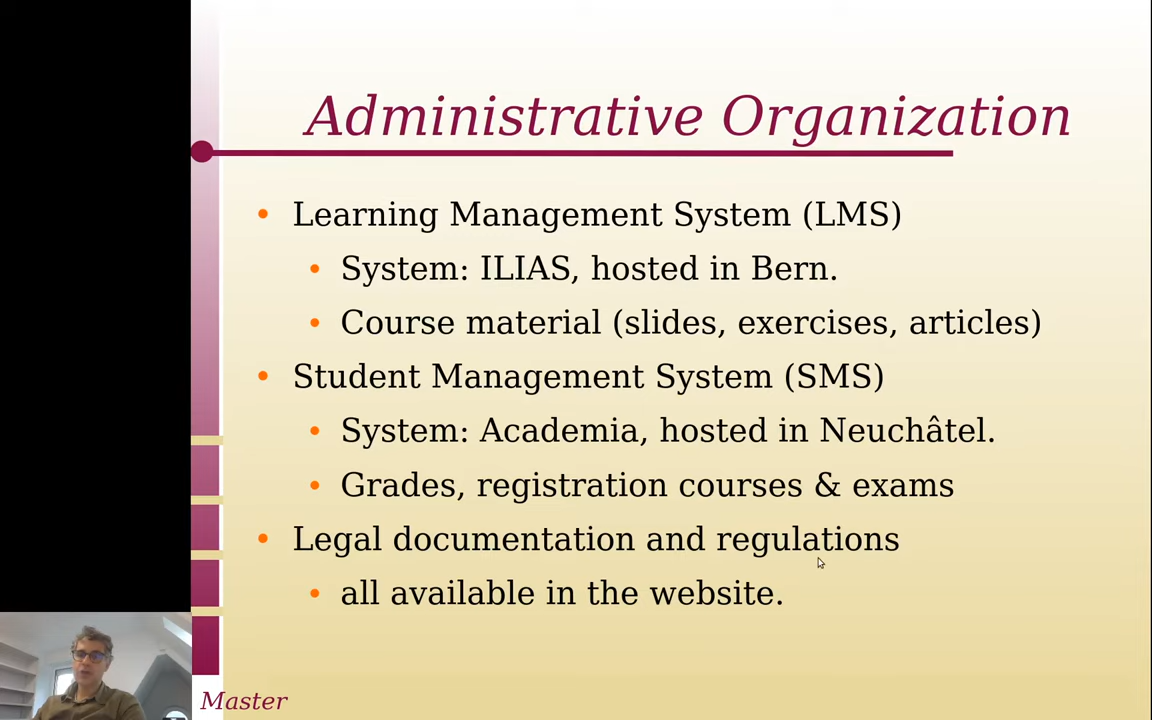 Administrative Organization
• Learning Management System (LMS)
• System: ILIAS, hosted in Bern.
• Course material (slides, exercises, articles)
• Student Management System (SMS)
• System: Academia, hosted in Neuchâtel.
• Grades, registration courses & exams
• Legal documentation and regulations
• all available in the website.
Master